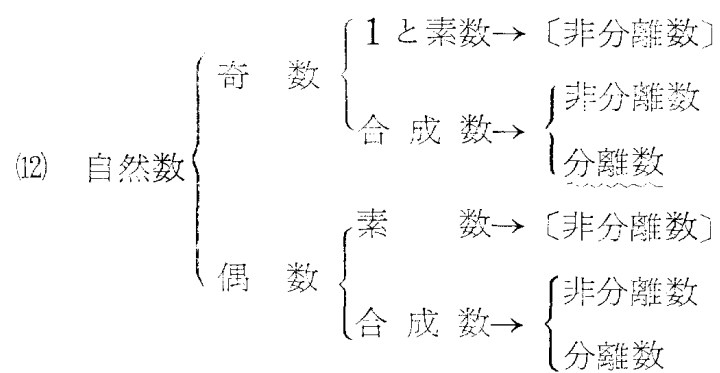 1 と素数→〔非分離数〕
奇 数
非分離数
合 成 数→
⑿ 自然数
分離数
素 数→〔非分離数〕
偶 数
非分離数
合 成 数→
分離数